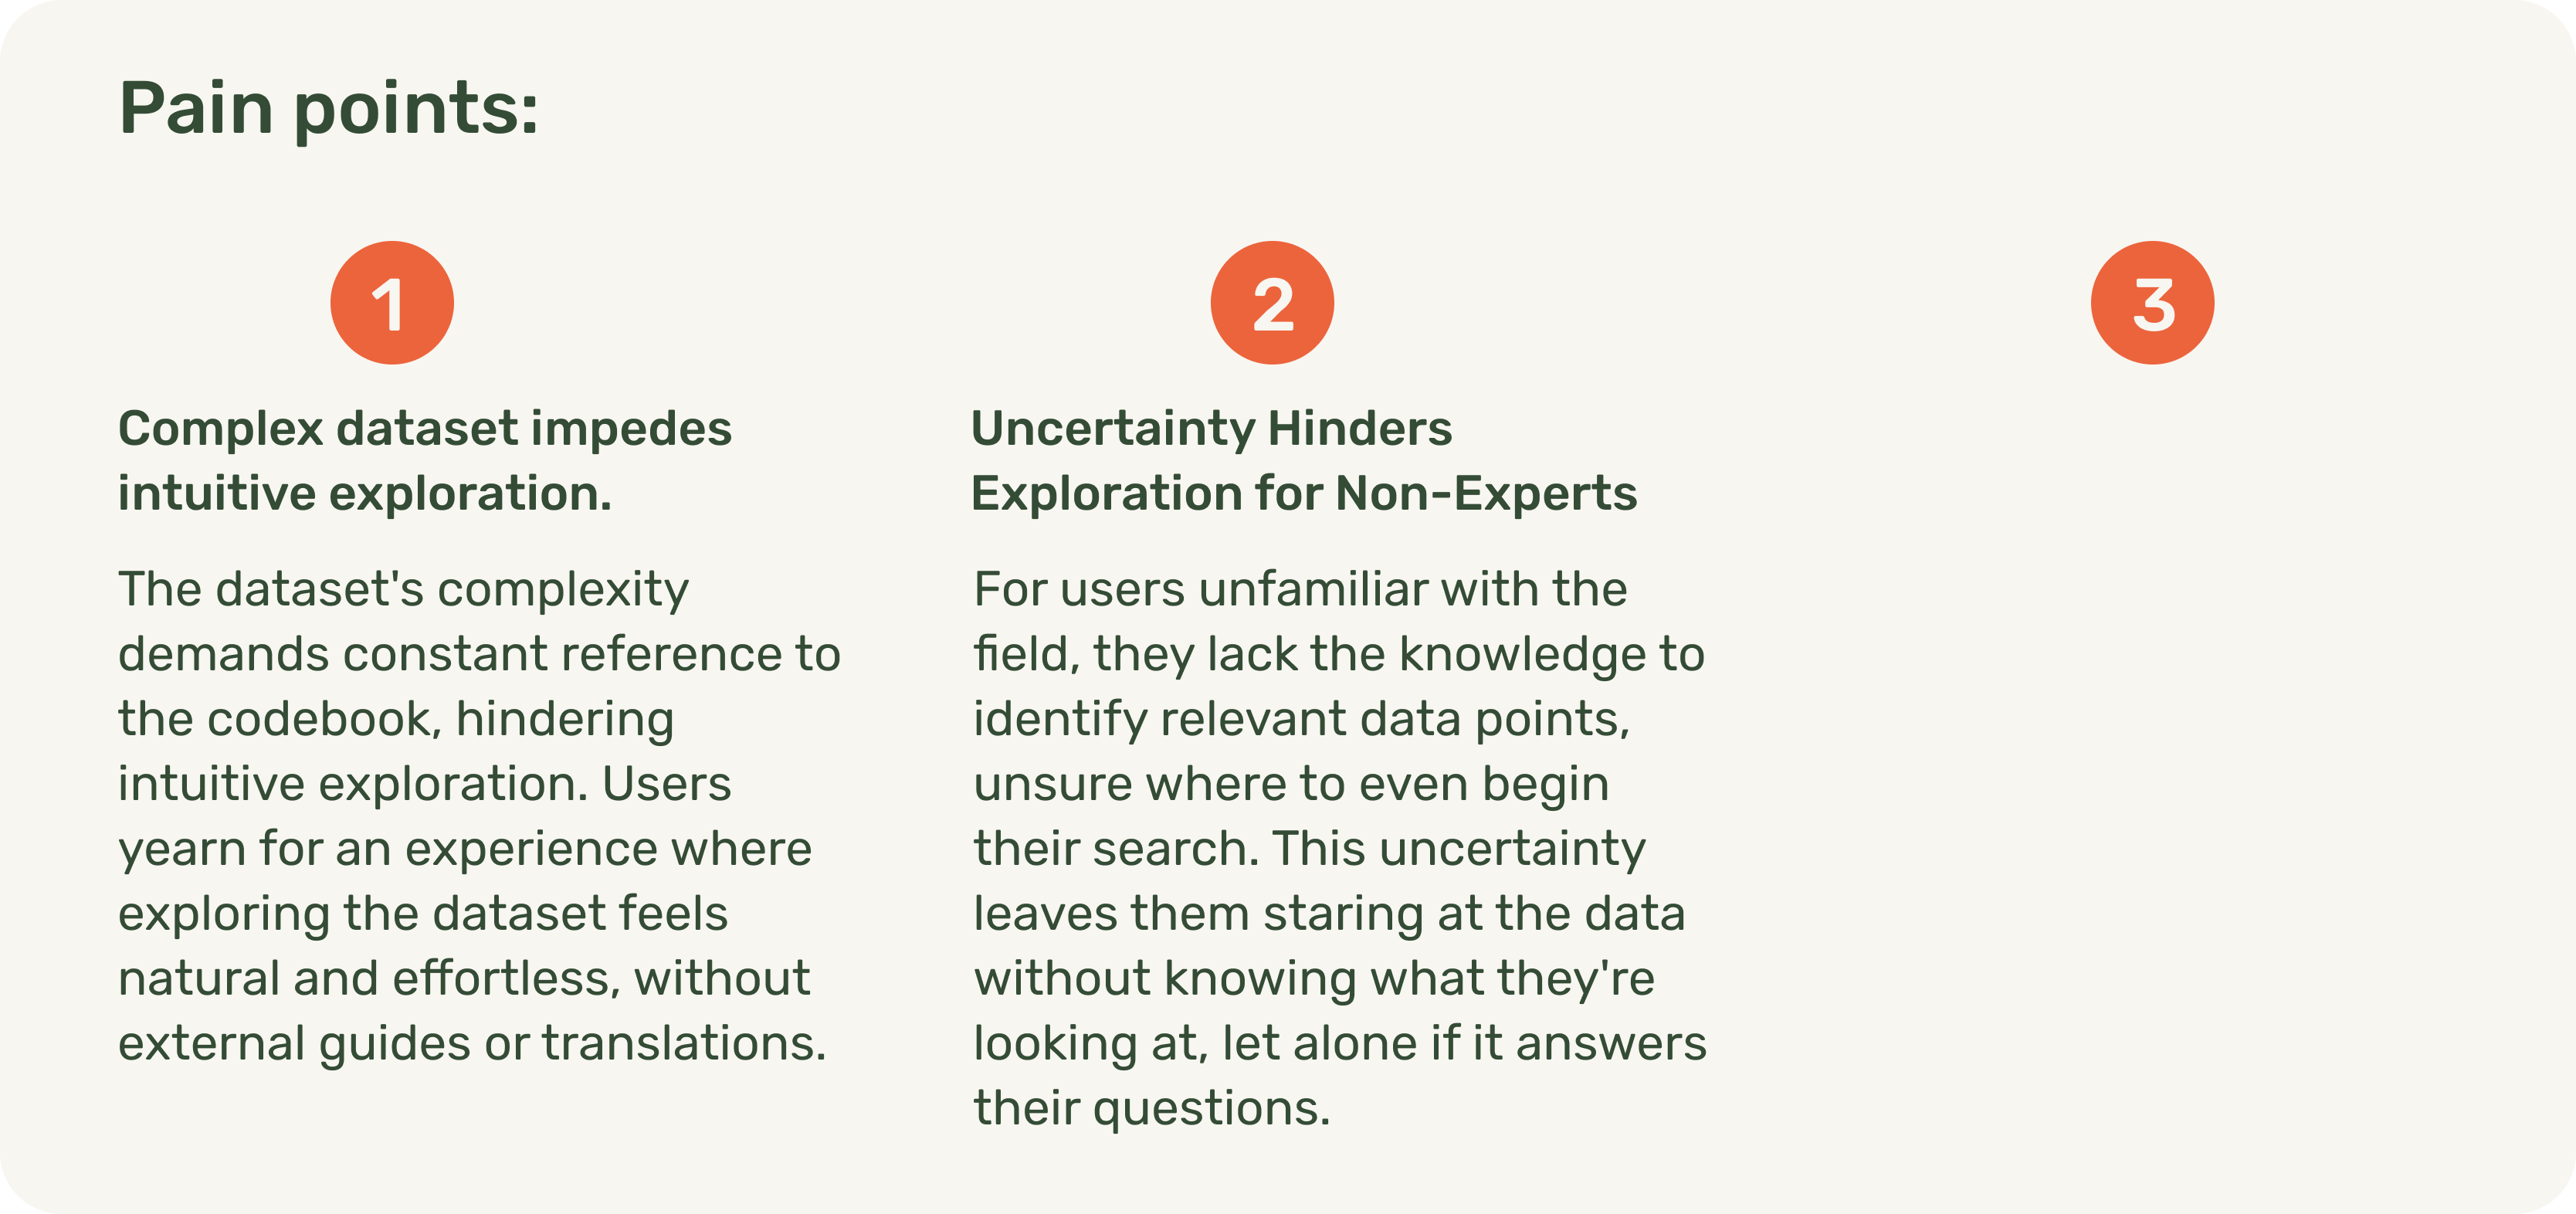 Pain points:
1
Complex dataset impedes
intuitive exploration.
The dataset's complexity
demands constant reference to
the codebook, hindering
intuitive exploration. Users
yearn for an experience where
exploring the dataset feels
natural and effortless, without
external guides or translations.
2
Uncertainty Hinders
Exploration for Non-Experts
For users unfamiliar with the
field, they lack the knowledge to
identify relevant data points,
unsure where to even begin
their search. This uncertainty
leaves them staring at the data
without knowing what they're
looking at, let alone if it answers
their questions.
3